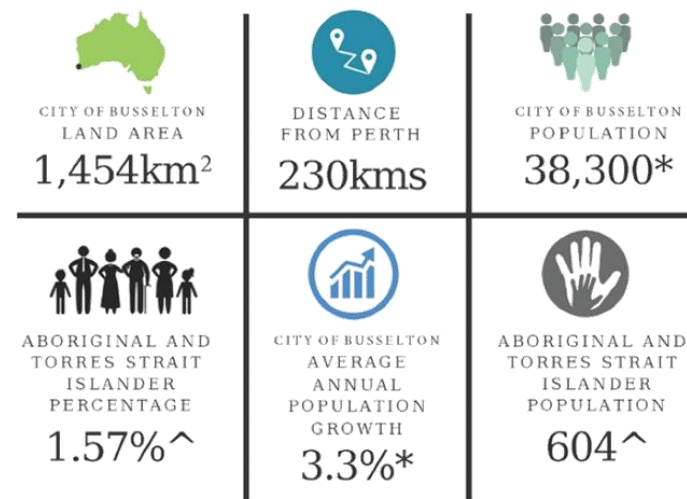 CITY OF BUSSELTON
LAND AREA
1,454km²
DISTANCE
FROM PERTH
230kms
CITY OF BUSSELTON
POPULATION
38,300*
ABORIGINAL AND
TORRES STRAIT
ISLANDER
PERCENTAGE
1.57%^
CITY OF BUSSELTON
AVERAGE
ANNUAL
POPULATION
GROWTH
3.3%*
ABORIGINAL AND
TORRES STRAIT
ISLANDER
POPULATION
604^